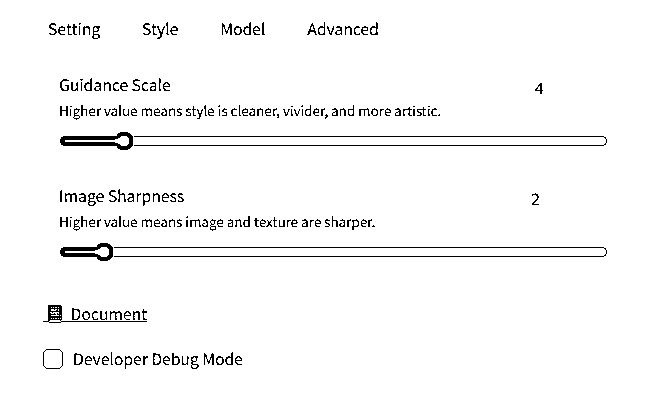 Setting Style Model Advanced
Guidance Scale 4
Higher value means style is cleaner, vivider, and more artistic.
Image Sharpness 2
Higher value means image and texture are sharper.
Document
Developer Debug Mode